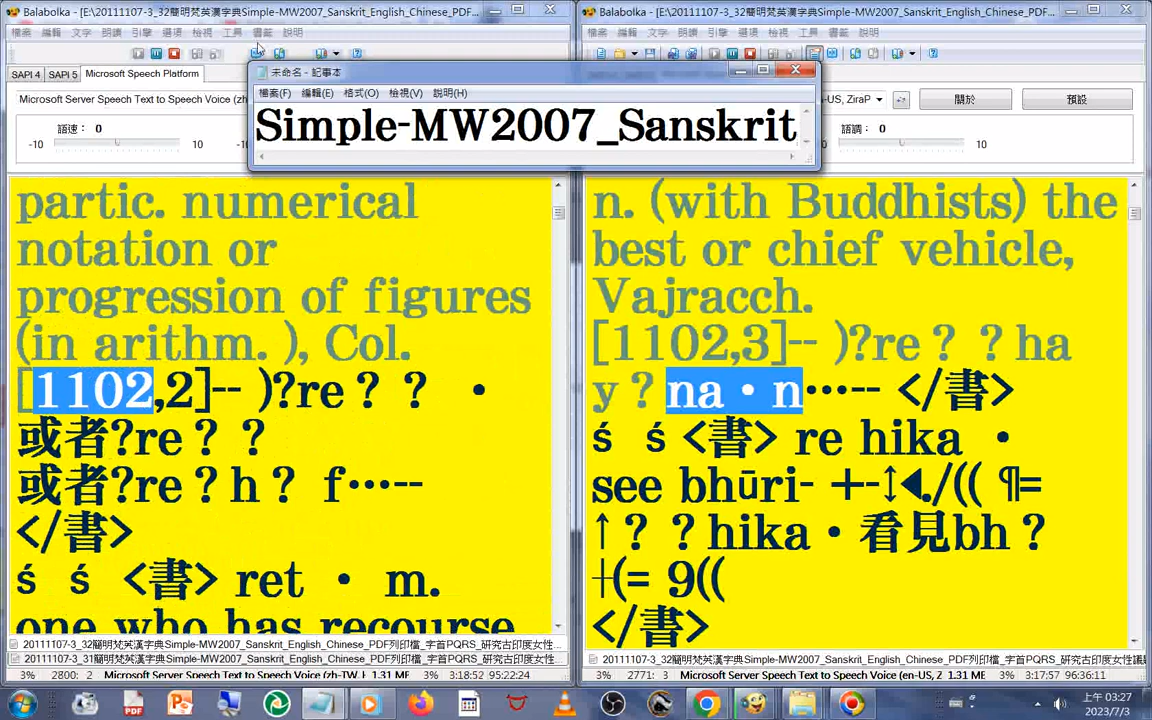 Balabolka - [E:\20111107-3_32簡明梵英漢字典Simple-MW2007_Sanskrit_English_Chinese_PDF...
檔案 編輯 文字 朗讀 引擎 選項 檢視 工具 書籤 說明
SAPI 4 SAPI 5 Microsoft Speech Platform
Microsoft Server Speech Text to Speech Voice (zh
語速： 0
-10 10
partic. numerical
notation or
progression of figures
(in arithm. ), Col.
[1102,2]-- )?re？？ •
或者?re？？
或者?re？h？ f…--
</書>
ś ś <書> ret • m.
one who has recourse
20111107-3_32簡明梵英漢字典Simple-MW2007_Sanskrit_English_Chinese_PDF列印檔_字首PQRS_研究古印度女性...
20111107-3_31簡明梵英漢字典Simple-MW2007_Sanskrit_English_Chinese_PDF列印檔_字首PQRS_研究古印度女性...
3% 2800: 2 Microsoft Server Speech Text to Speech Voice (zh-TW, 1.31 MB 3% 3:18:52 95:22:24
未命名 - 記事本
檔案(F) 編輯(E) 格式(O) 檢視(V) 說明(H)
Simple-MW2007_Sanskrit
Balabolka - [E:\20111107-3_32簡明梵英漢字典Simple-MW2007_Sanskrit_English_Chinese_PDF...
檔案 編輯 文字 朗讀 引擎 選項 檢視 工具 書籤 說明
-US, ZiraP 關於 預設
語調： 0
-10 10
n. (with Buddhists) the
best or chief vehicle,
Vajracch.
[1102,3]-- )?re？？ha
y？na•n…-- </書>
ś ś <書> re hika •
see bhūri- +-↕◀./(( ¶=
↑？？hika•看見bh？
┼(= 9((
</書>
20111107-3_32簡明梵英漢字典Simple-MW2007_Sanskrit_English_Chinese_PDF列印檔_字首PQRS_研究古印度女性議
3% 2771: 3 Microsoft Server Speech Text to Speech Voice (en-US, Z 1.31 MB 3% 3:17:57 96:36:11
上午 03:27
2023/7/3